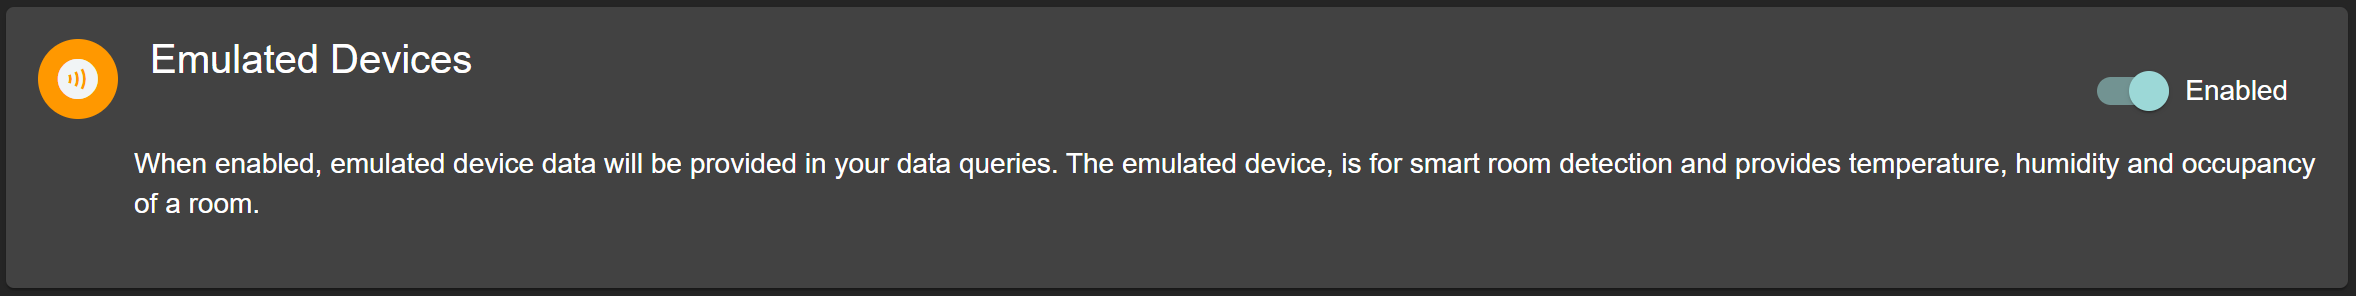 Emulated Devices
Enabled
When enabled, emulated device data will be provided in your data queries. The emulated device, is for smart room detection and provides temperature, humidity and occupancy
of a room.